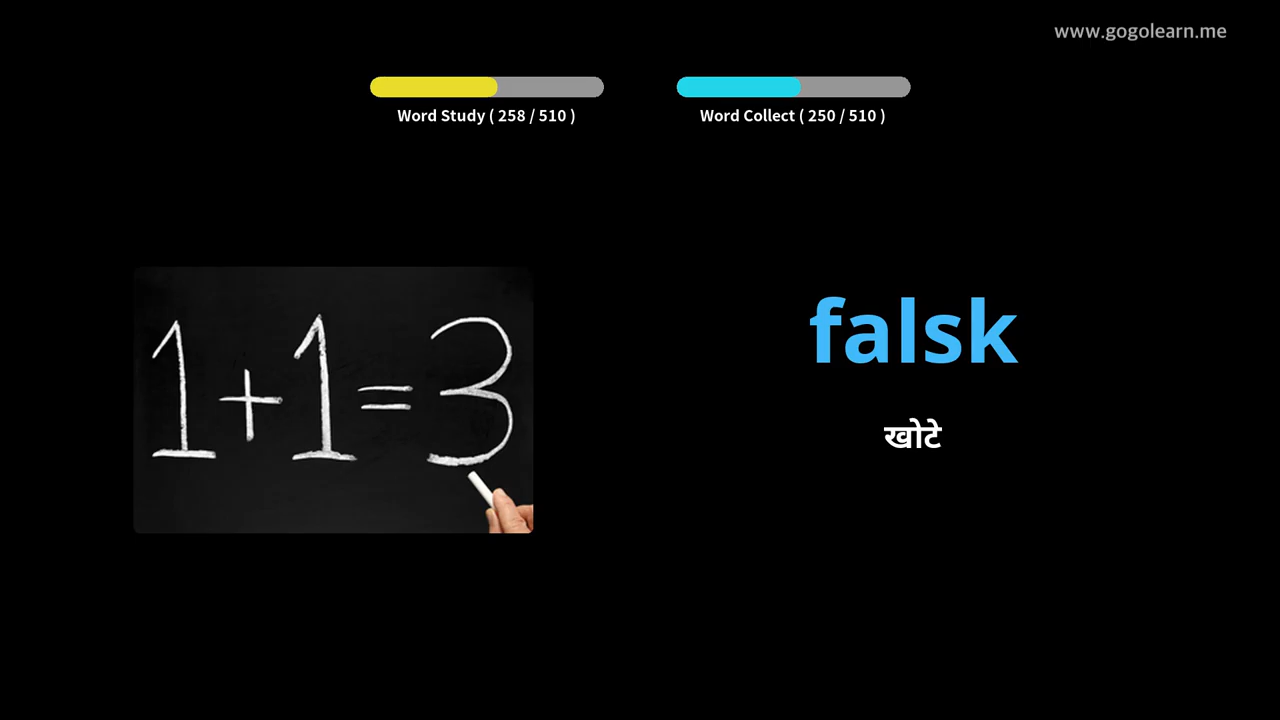 www.gogolearn.me
Word Study ( 258 / 510 )
Word Collect ( 250 / 510 )
1+1=3
falsk
खोटे